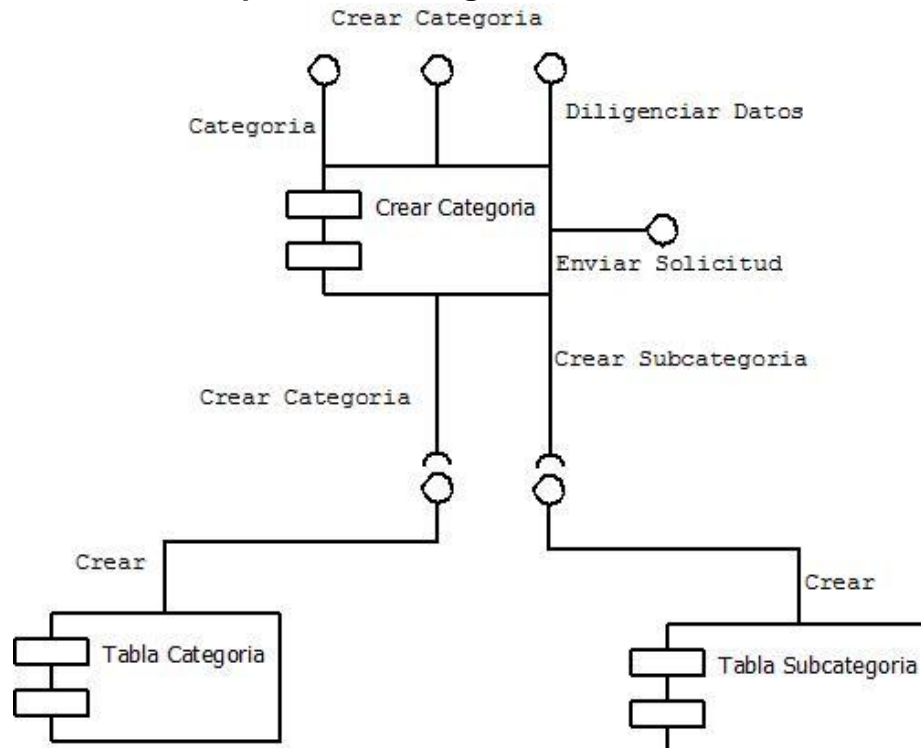 Crear Categoria
Categoria
Diligenciar Datos
Crear Categoria
Enviar Solicitud
Crear Subcategoria
Crear Categoria
Crear
Crear
Tabla Categoria
Tabla Subcategoria